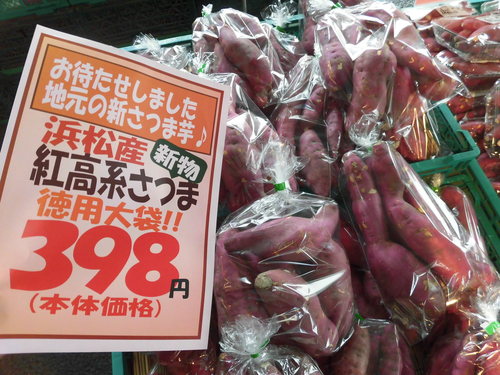 お待たせしました
地元の新さつま芋♪
浜松産 新物
紅高系さつま
徳用大袋!!
398円
(本体価格)